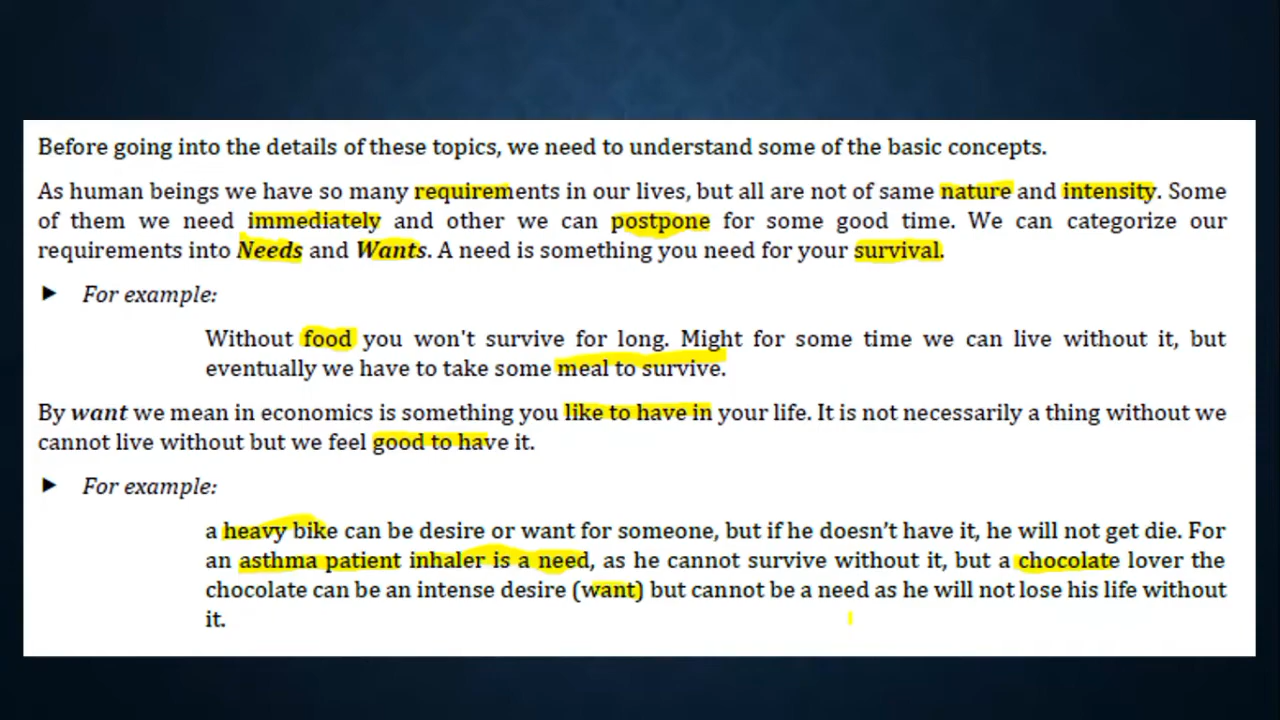 Before going into the details of these topics, we need to understand some of the basic concepts.
As human beings we have so many requirements in our lives, but all are not of same nature and intensity. Some
of them we need immediately and other we can postpone for some good time. We can categorize our
requirements into Needs and Wants. A need is something you need for your survival.
For example:
Without food you won't survive for long. Might for some time we can live without it, but
eventually we have to take some meal to survive.
By want we mean in economics is something you like to have in your life. It is not necessarily a thing without we
cannot live without but we feel good to have it.
For example:
a heavy bike can be desire or want for someone, but if he doesn’t have it, he will not get die. For
an asthma patient inhaler is a need, as he cannot survive without it, but a chocolate lover the
chocolate can be an intense desire (want) but cannot be a need as he will not lose his life without
it.